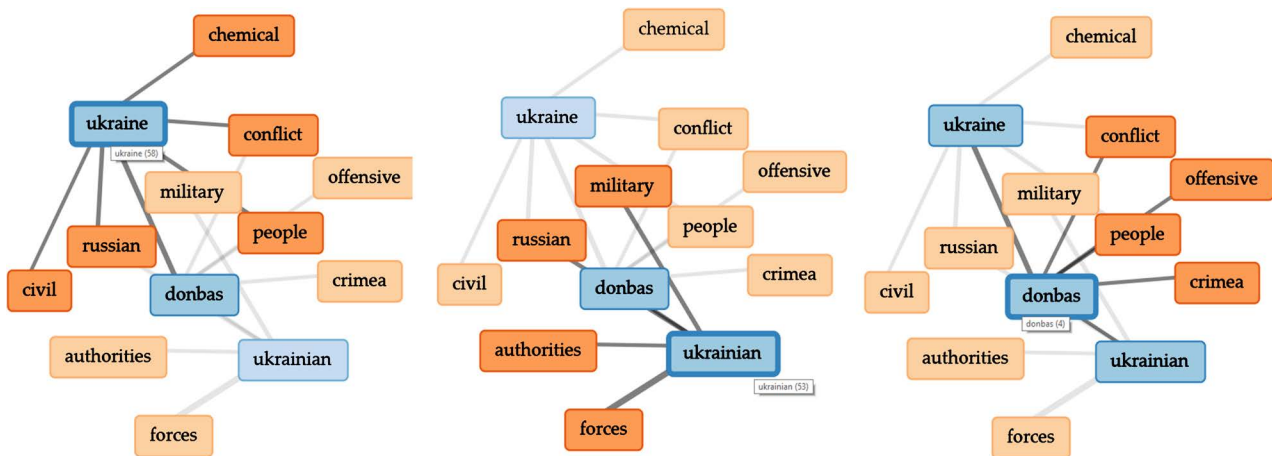 chemical
ukraine
ukraine (58)
conflict
military
offensive
russian
people
civil
donbas
crimea
authorities
ukrainian
forces
chemical
ukraine
conflict
military
offensive
russian
people
civil
donbas
crimea
authorities
ukrainian
ukrainian (53)
forces
chemical
ukraine
conflict
military
offensive
russian
people
civil
donbas
donbas (4)
crimea
authorities
ukrainian
forces